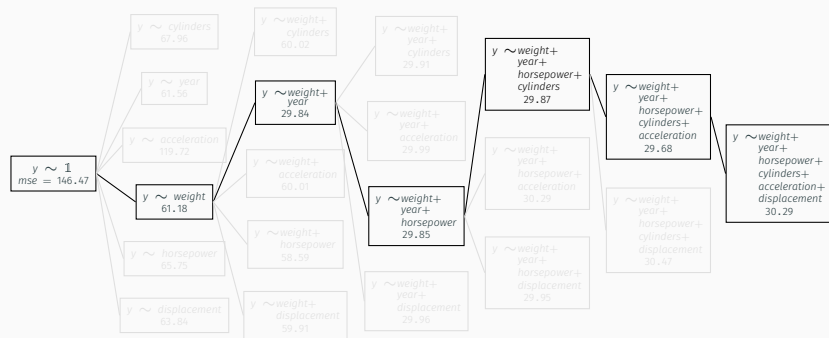 y ∼ 𝟙
mse = 146.47
y ∼ cylinders
67.96
y ∼ year
61.56
y ∼ acceleration
119.72
y ∼ weight
61.18
y ∼ horsepower
65.75
y ∼ displacement
63.84
y ∼weight+
cylinders
60.02
y ∼weight+
year
29.84
y ∼weight+
acceleration
60.01
y ∼weight+
horsepower
58.59
y ∼weight+
displacement
59.91
y ∼weight+
year+
cylinders
29.91
y ∼weight+
year+
acceleration
29.99
y ∼weight+
year+
horsepower
29.85
y ∼weight+
year+
displacement
29.96
y ∼weight+
year+
horsepower+
cylinders
29.87
y ∼weight+
year+
horsepower+
acceleration
30.29
y ∼weight+
year+
horsepower+
displacement
29.95
y ∼weight+
year+
horsepower+
cylinders+
acceleration
29.68
y ∼weight+
year+
horsepower+
cylinders+
displacement
30.47
y ∼weight+
year+
horsepower+
cylinders+
acceleration+
displacement
30.29